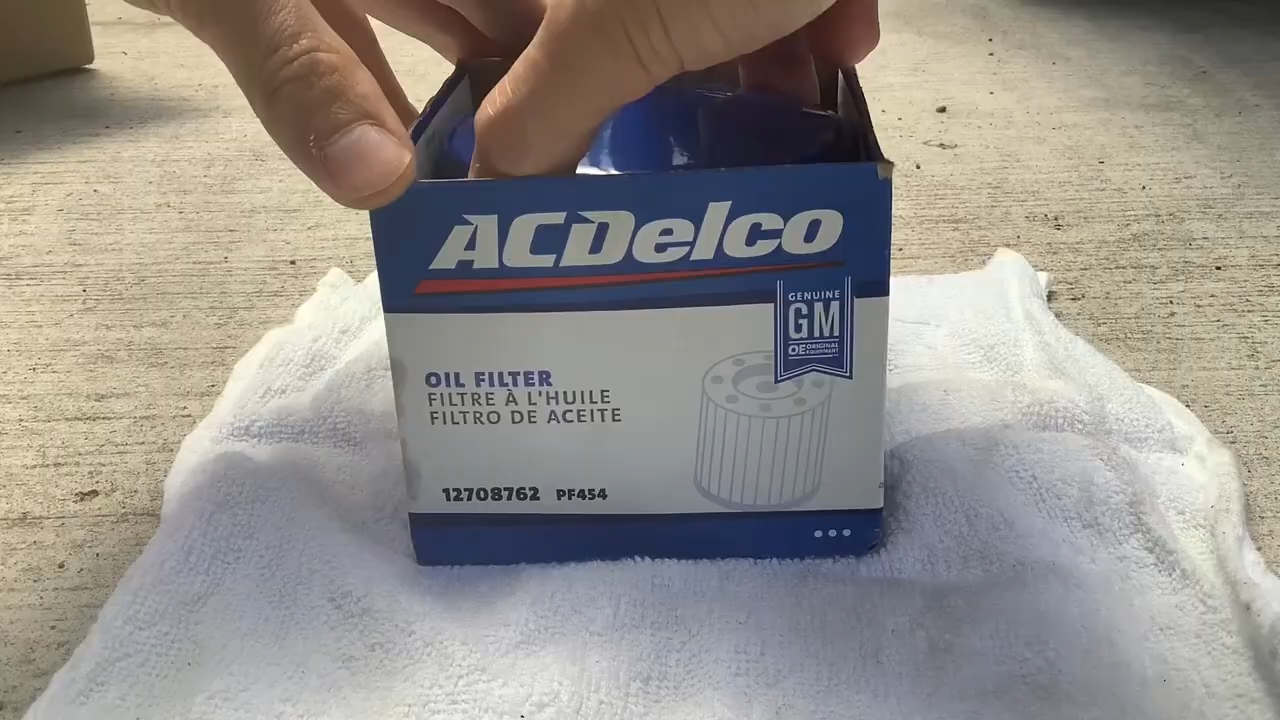 ACDelco
GENUINE
GM
OE ORIGINAL EQUIPMENT
OIL FILTER
FILTRE À L'HUILE
FILTRO DE ACEITE
12708762 PF454